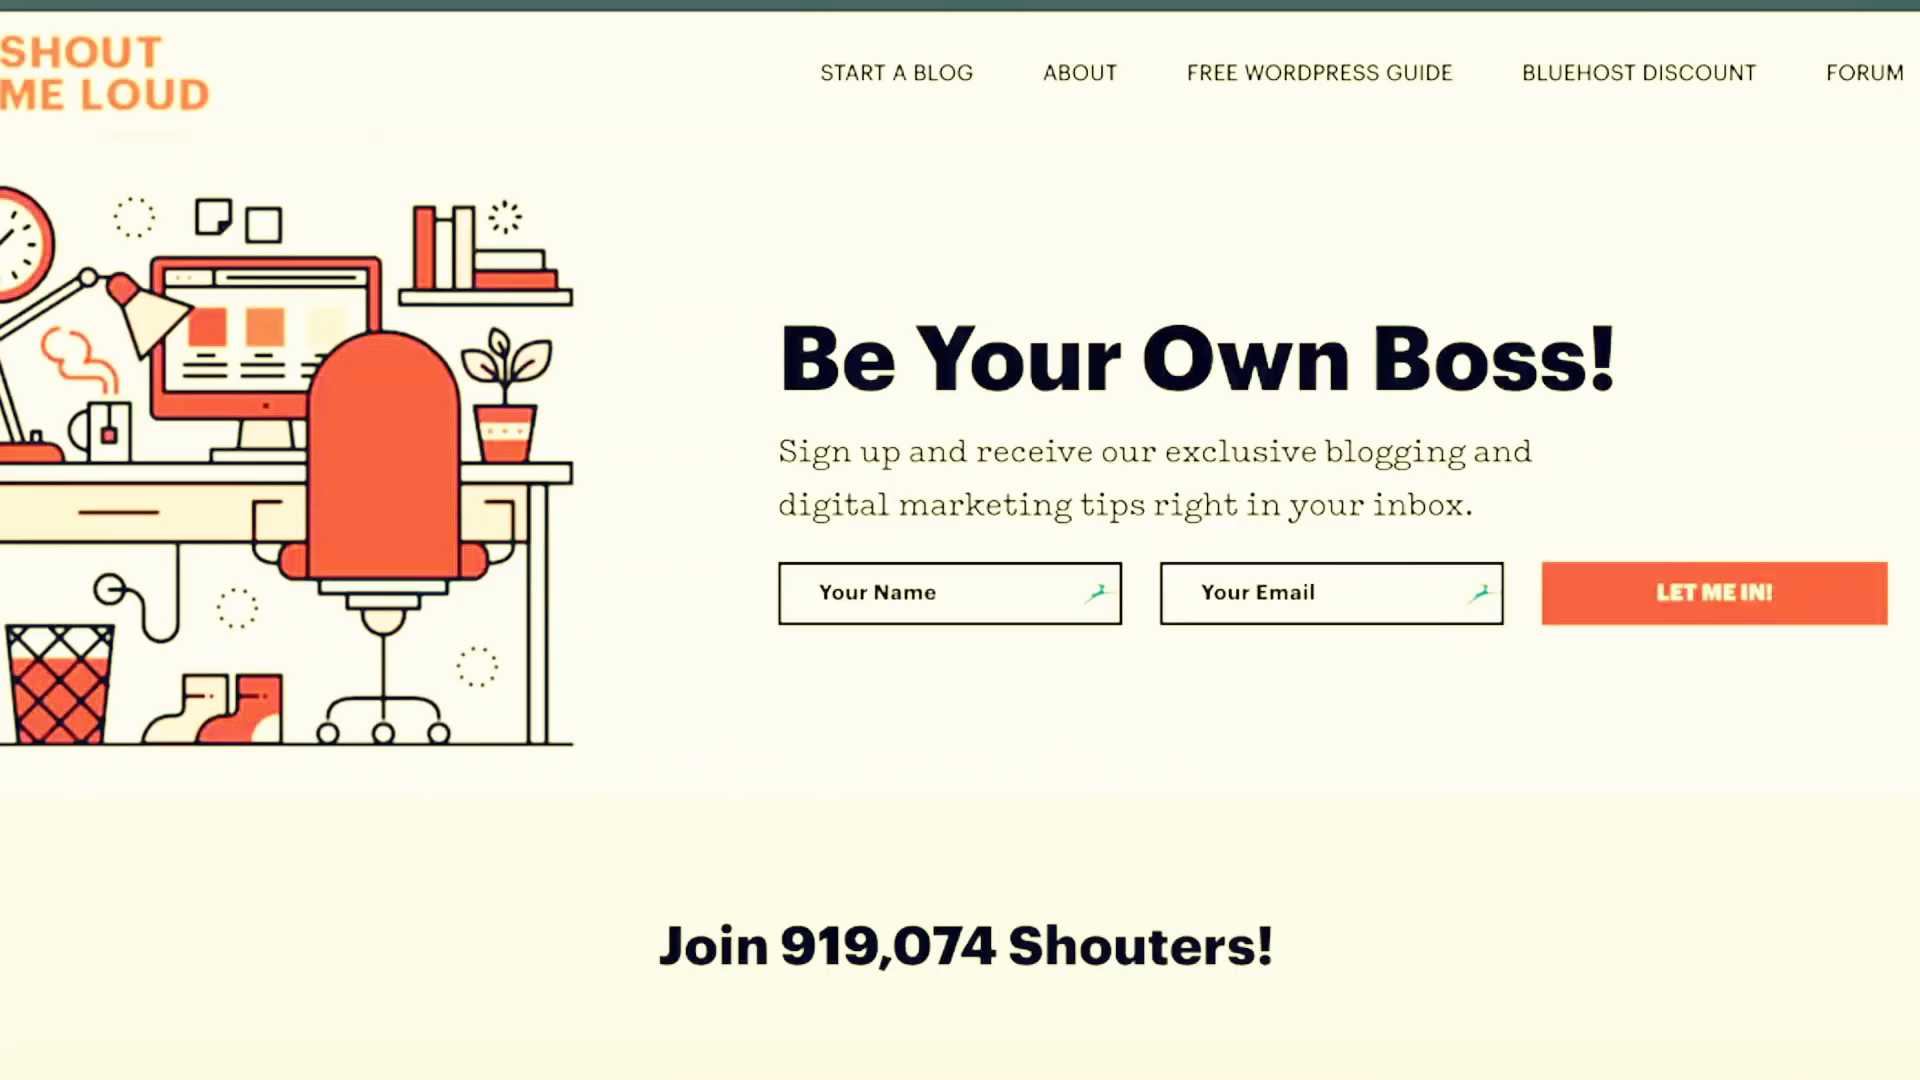 SHOUT
ME LOUD
START A BLOG ABOUT FREE WORDPRESS GUIDE BLUEHOST DISCOUNT FORUM
Be Your Own Boss!
Sign up and receive our exclusive blogging and
digital marketing tips right in your inbox.
Your Name Your Email LET ME IN!
Join 919,074 Shouters!